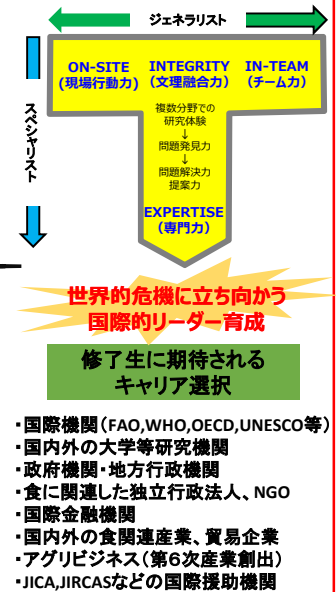 ジェネラリスト
スペシャリスト
ON-SITE
(現場行動力)
INTEGRITY
(文理融合力)
IN-TEAM
(チーム力)
複数分野での
研究体験
↓
問題発見力
↓
問題解決力
提案力
EXPERTISE
(専門力)
世界的危機に立ち向かう
国際的リーダー育成
修了生に期待される
キャリア選択
・国際機関(FAO,WHO,OECD,UNESCO等)
・国内外の大学等研究機関
・政府機関・地方行政機関
・食に関連した独立行政法人、NGO
・国際金融機関
・国内外の食関連産業、貿易企業
・アグリビジネス(第6次産業創出)
・JICA,JIRCASなどの国際援助機関